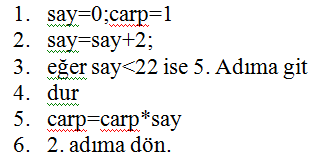 1. say=0;carp=1
2. say=say+2;
3. eğer say<22 ise 5. Adıma git
4. dur
5. carp=carp*say
6. 2. adıma dön.